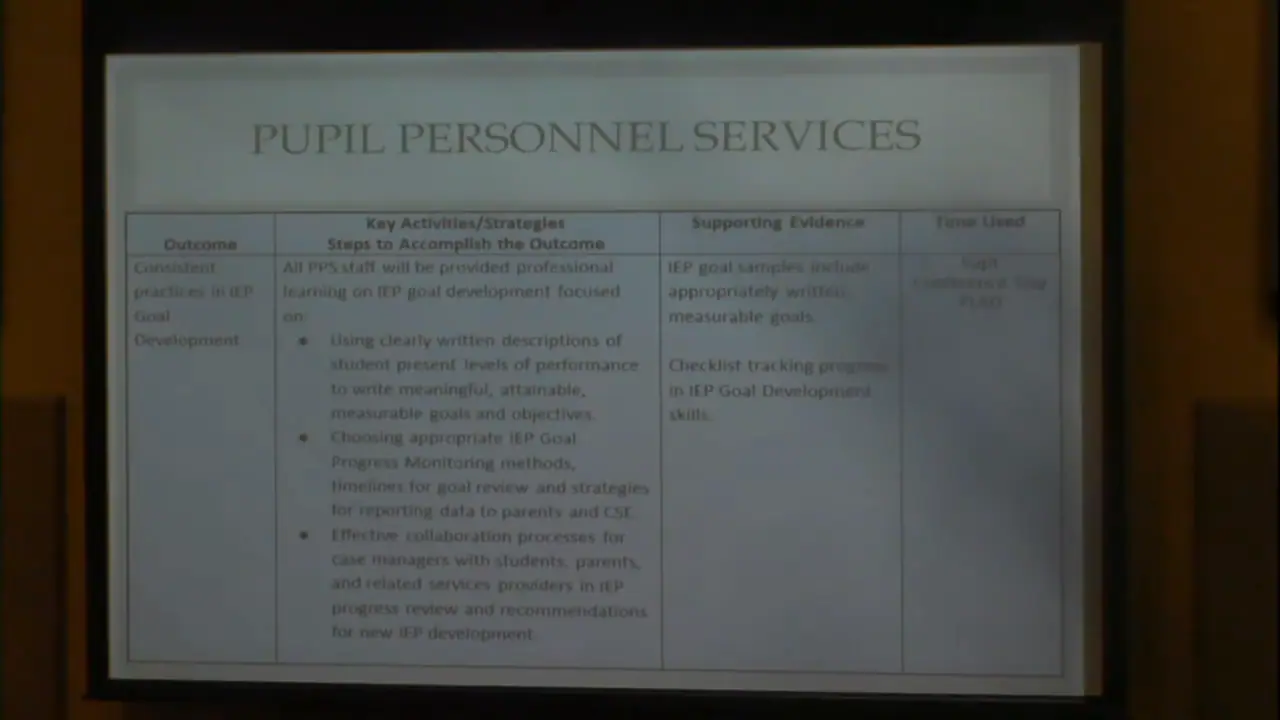 PUPIL PERSONNEL SERVICES
Outcome
Key Activities/Strategies
Steps to Accomplish the Outcome
Supporting Evidence
Time Used
Consistent
practices in IEP
Goal
Development
All PPS staff will be provided professional
learning on IEP goal development focused
on:
● Using clearly written descriptions of
student present levels of performance
to write meaningful, attainable,
measurable goals and objectives.
● Choosing appropriate IEP Goal
Progress Monitoring methods,
timelines for goal review and strategies
for reporting data to parents and CSE.
● Effective collaboration processes for
case managers with students, parents,
and related services providers in IEP
progress review and recommendations
for new IEP development.
IEP goal samples include
appropriately written,
measurable goals.
Checklist tracking progress
in IEP Goal Development
skills.
Conference Day